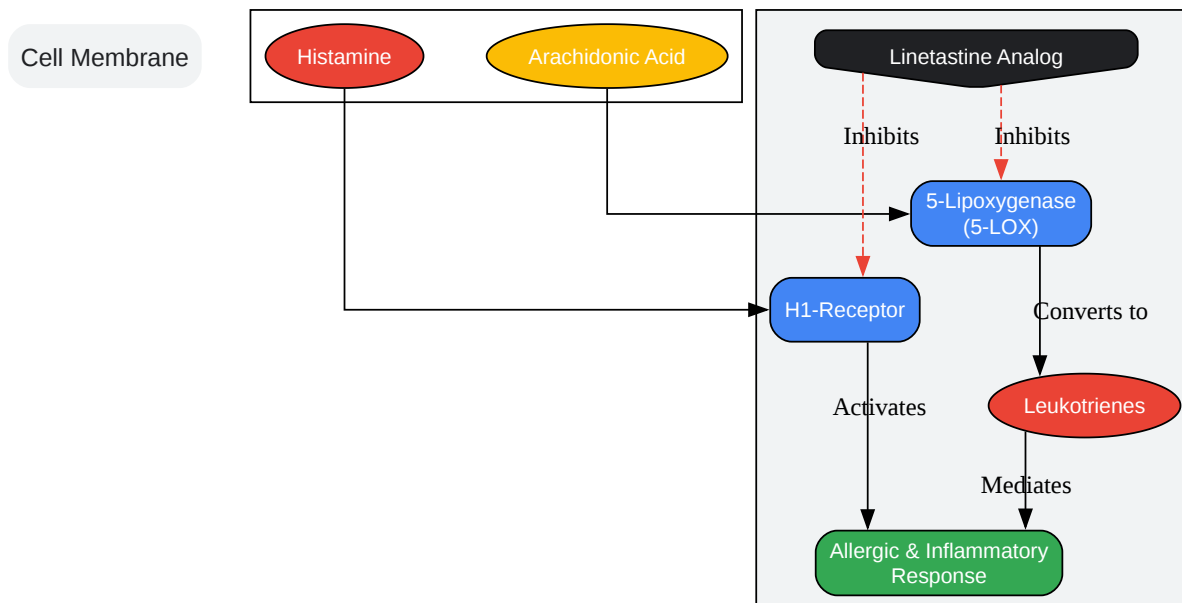 Cell Membrane
Histamine
Arachidonic Acid
Linetastine Analog
Inhibits
Inhibits
5-Lipoxygenase
(5-LOX)
H1-Receptor
Converts to
Activates
Leukotrienes
Mediates
Allergic & Inflammatory
Response